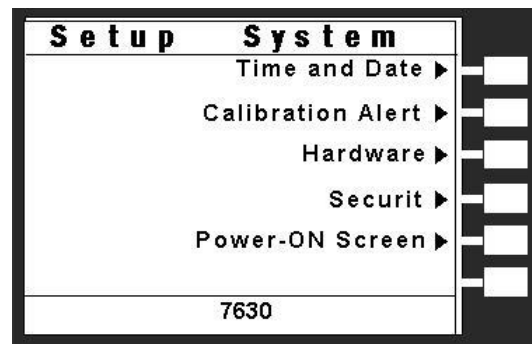 Setup System
Time and Date ▶
Calibration Alert ▶
Hardware ▶
Securit ▶
Power-ON Screen ▶
7630